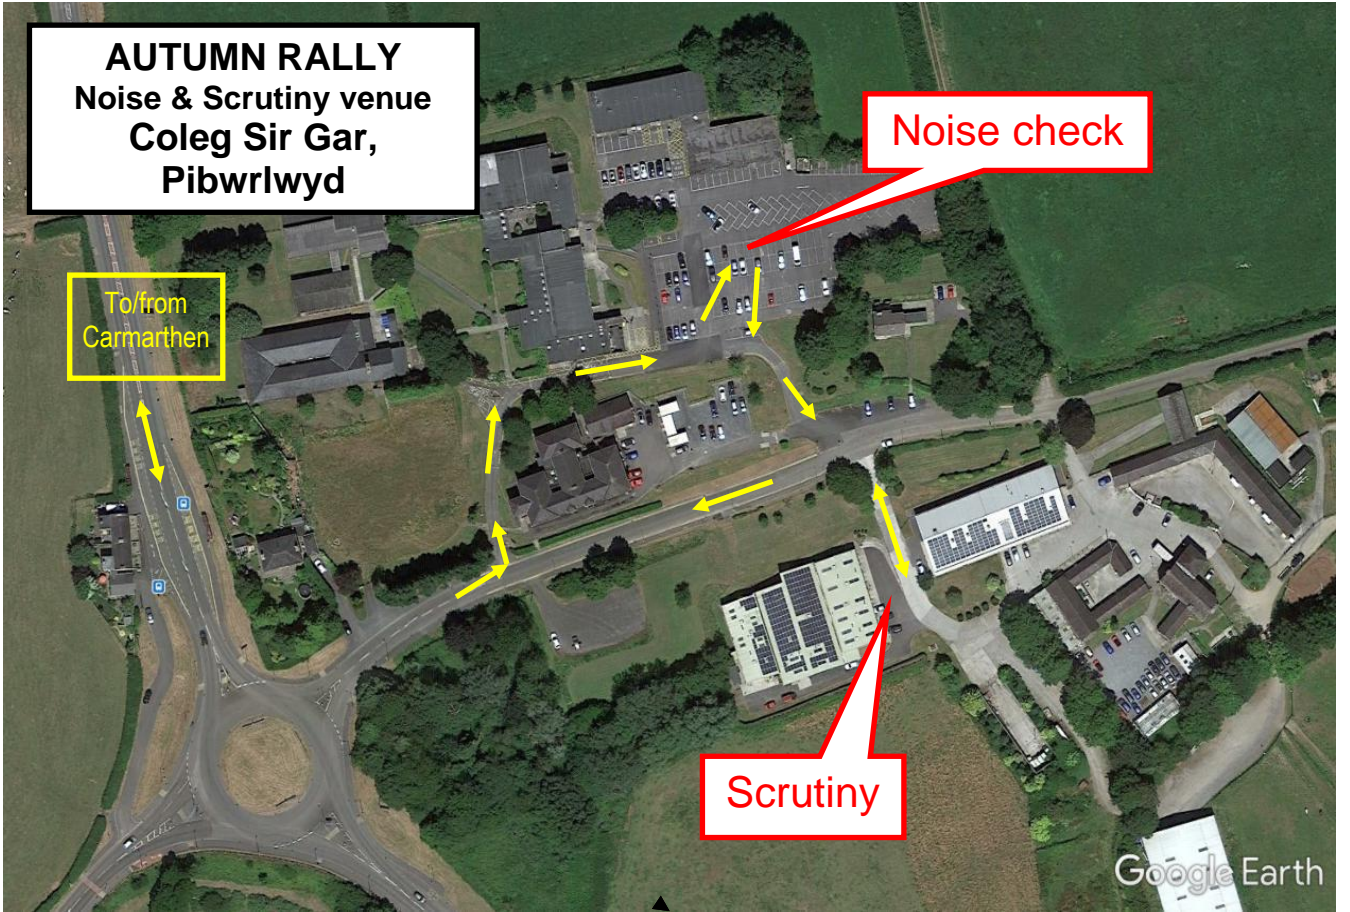 AUTUMN RALLY
Noise & Scrutiny venue
Coleg Sir Gar,
Pibwrlwyd
Noise check
To/from
Carmarthen
Scrutiny
Google Earth